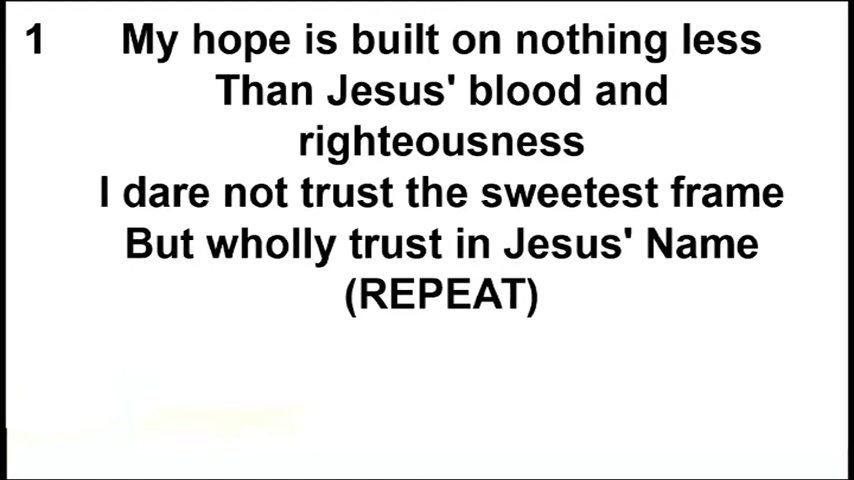 1 My hope is built on nothing less
Than Jesus' blood and
righteousness
I dare not trust the sweetest frame
But wholly trust in Jesus' Name
(REPEAT)